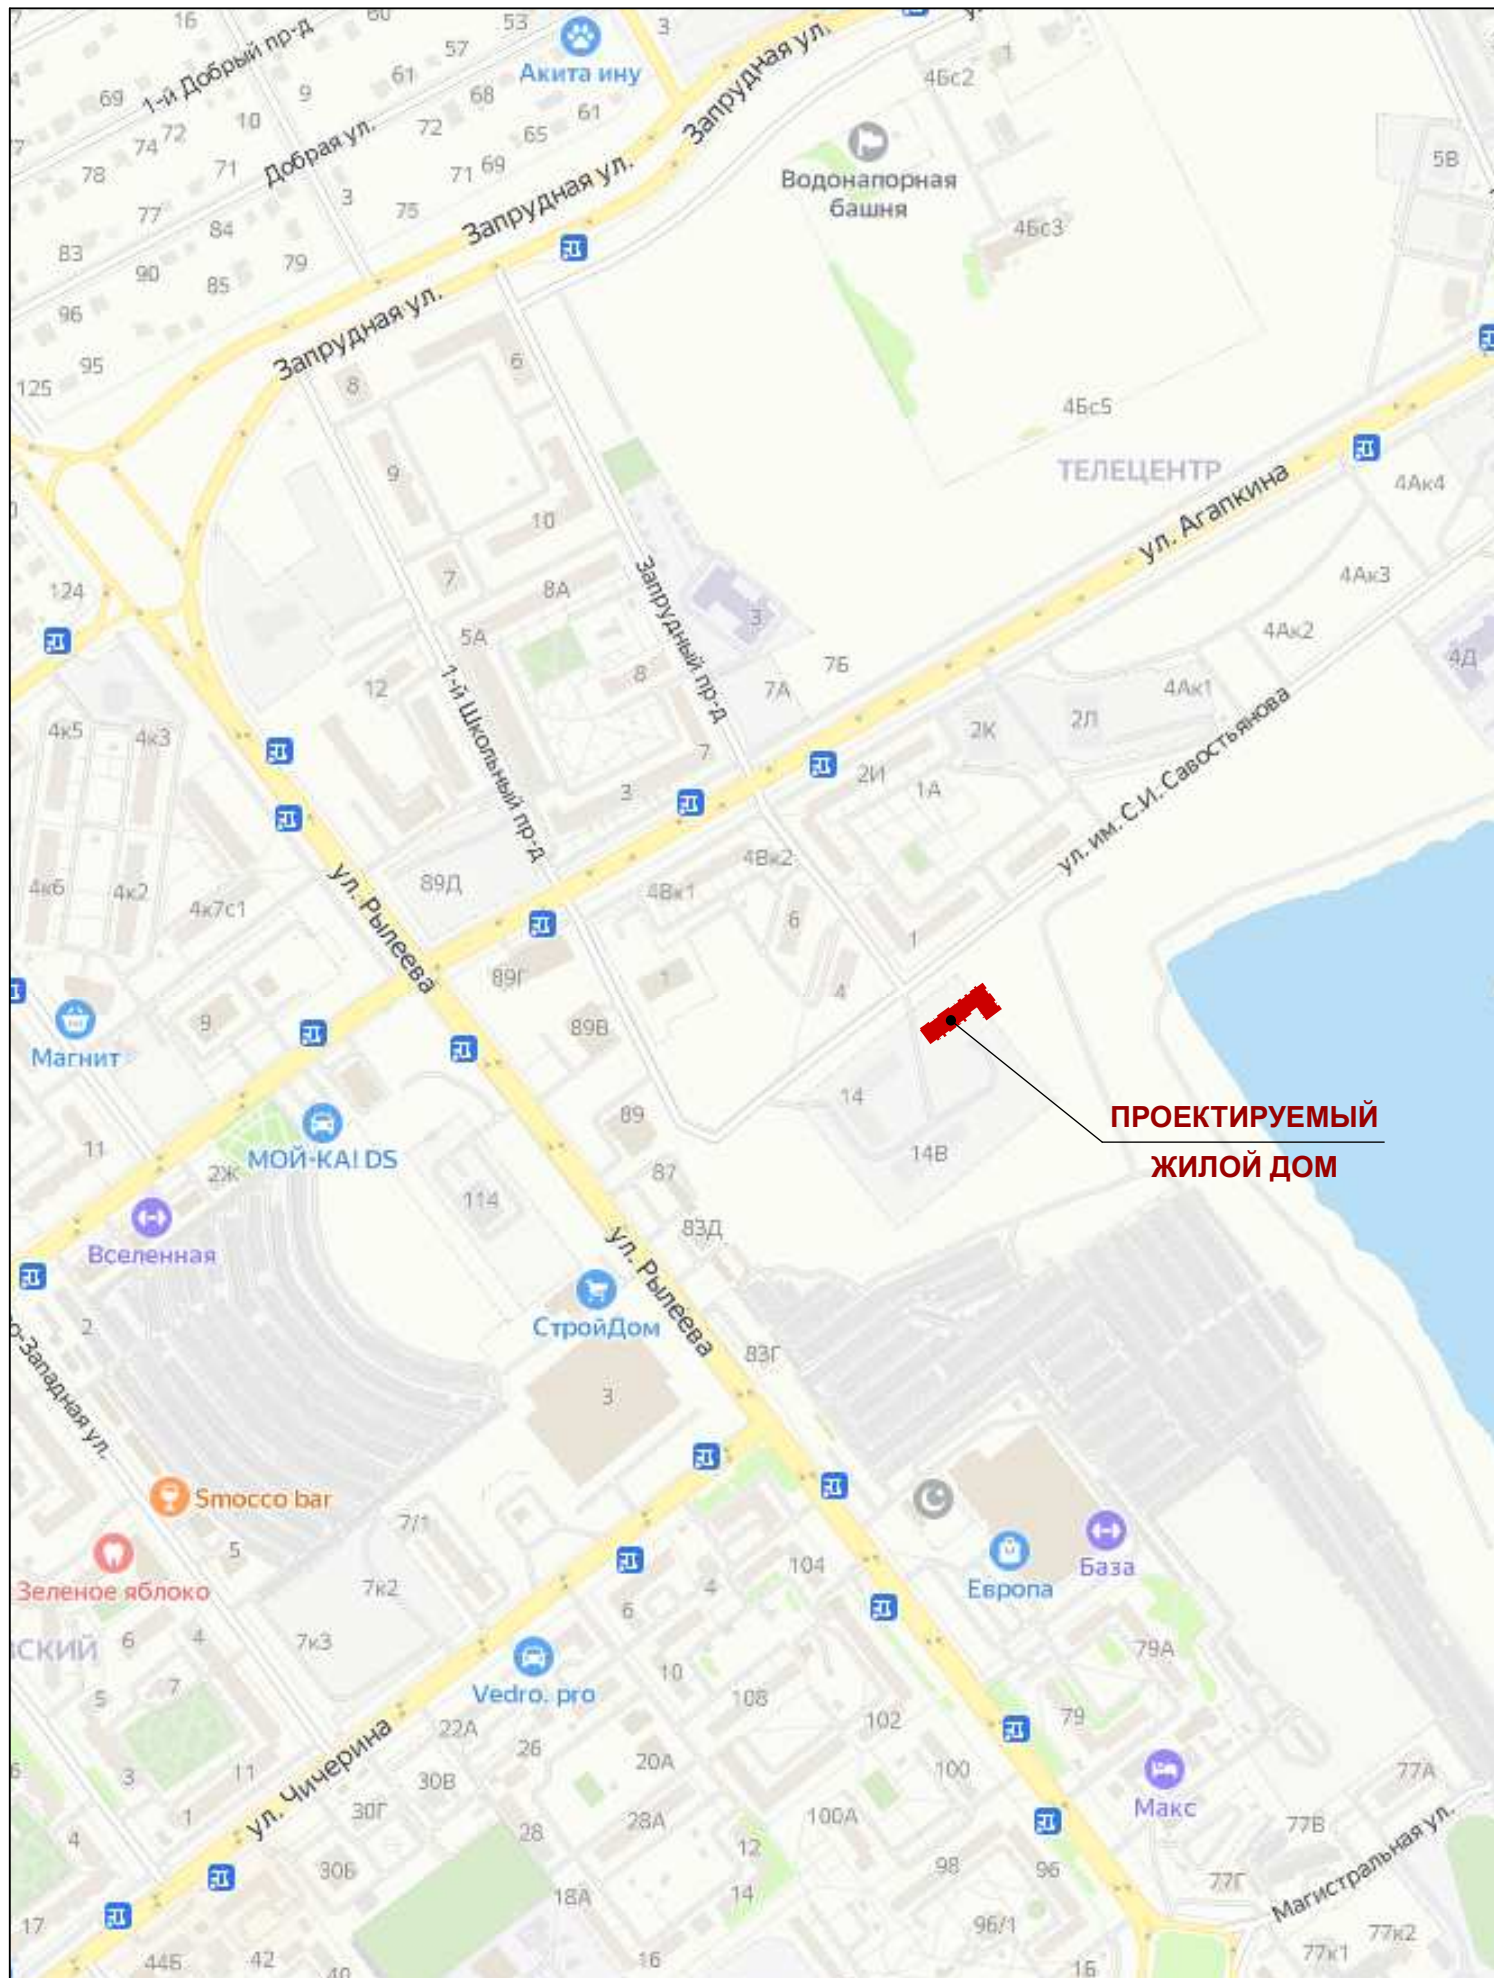 16
60
53
3
1-й Добрый пр-д
57
Акита ину
Запрудная ул.
1
4Бс2
61
68
69
9
10
72
65
61
74
72
Добрая ул.
71
71
69
78
3
75
77
84
Запрудная ул.
Водонапорная
башня
5В
4Бс3
83
90
85
79
96
95
125
Запрудная ул.
8
6
4Бс5
ТЕЛЕЦЕНТР
9
10
4Ак4
ул. Агапкина
124
7
8А
Запрудный пр-д
3
4Ак3
5А
4Ак2
12
1-й Школьный пр-д
8
7Б
7А
4Д
4Ак1
4к5
4к3
7
2К
2Л
ул. им. С.И. Савостьянова
3
2И
1А
4к6
4к2
4к7с1
89Д
ул. Рылеева
4Вк2
4Вк1
6
1
89Г
1
4
9
89В
Магнит
14
89
ПРОЕКТИРУЕМЫЙ
ЖИЛОЙ ДОМ
11
2Ж
МОЙ-КА! DS
87
14В
114
83Д
Вселенная
ул. Рылеева
2
СтройДом
83Г
о-Западная ул.
3
Smocco bar
7/1
5
Зеленое яблоко
7к2
104
4
6
Европа
База
СКИЙ
6
4
7к3
7
5
Vedro. pro
10
108
79А
102
79
ул. Чичерина
22А
26
20А
3
11
30В
100
Макс
77А
1
30Г
28
28А
100А
77В
4
30Б
12
98
96
77Г
Магистральная ул.
18А
14
17
96/1
77к2
77к1
44Б
42
40
16
16